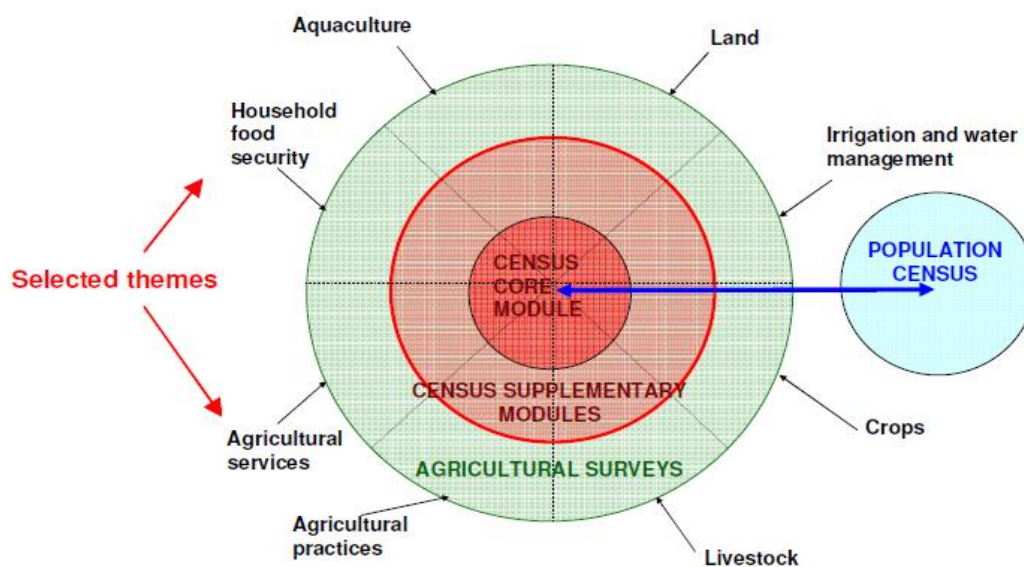 Aquaculture
Land
Household
food
security
Irrigation and water
management
Selected themes
CENSUS
CORE
MODULE
POPULATION
CENSUS
CENSUS SUPPLEMENTARY
MODULES
Crops
Agricultural
services
AGRICULTURAL SURVEYS
Agricultural
practices
Livestock